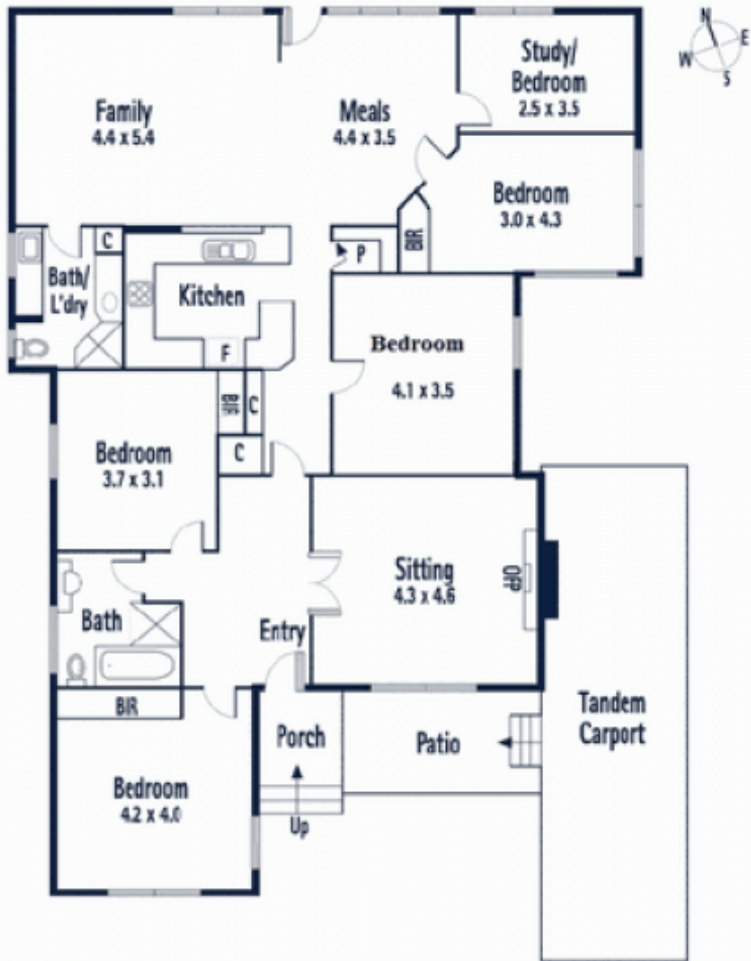 N
W E
S
Study/
Bedroom
2.5 x 3.5
Family
4.4 x 5.4
Meals
4.4 x 3.5
Bedroom
3.0 x 4.3
C
BIR
P
Bath/
L'dry
Kitchen
F
Bedroom
4.1 x 3.5
BIR
C
C
Bedroom
3.7 x 3.1
Sitting
4.3 x 4.6
OFP
Bath
Entry
BIR
Porch
Patio
Tandem
Carport
Bedroom
4.2 x 4.0
Up